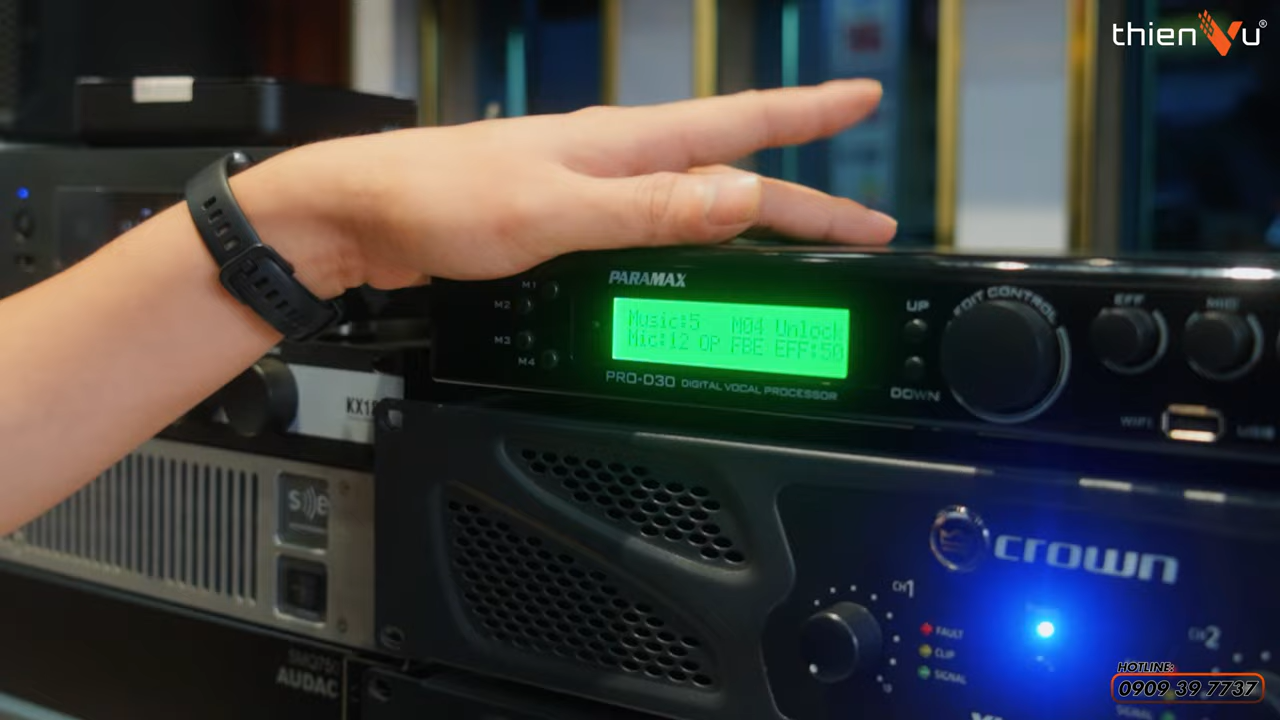 thienVu®
M1
M2
M3
M4
PARAMAX
Music:5 N04 Unlock
Mic:12 OP FBE EFF:50
PRO-D30 DIGITAL VOCAL PROCESSOR
UP
DOWN
EDIT CONTROL
EFF
MIC
WIFI
USB
crown
CH1
FAULT
CLIP
SIGNAL
CH2
SIGNAL
AUDAC
HOTLINE:
0909 39 7737